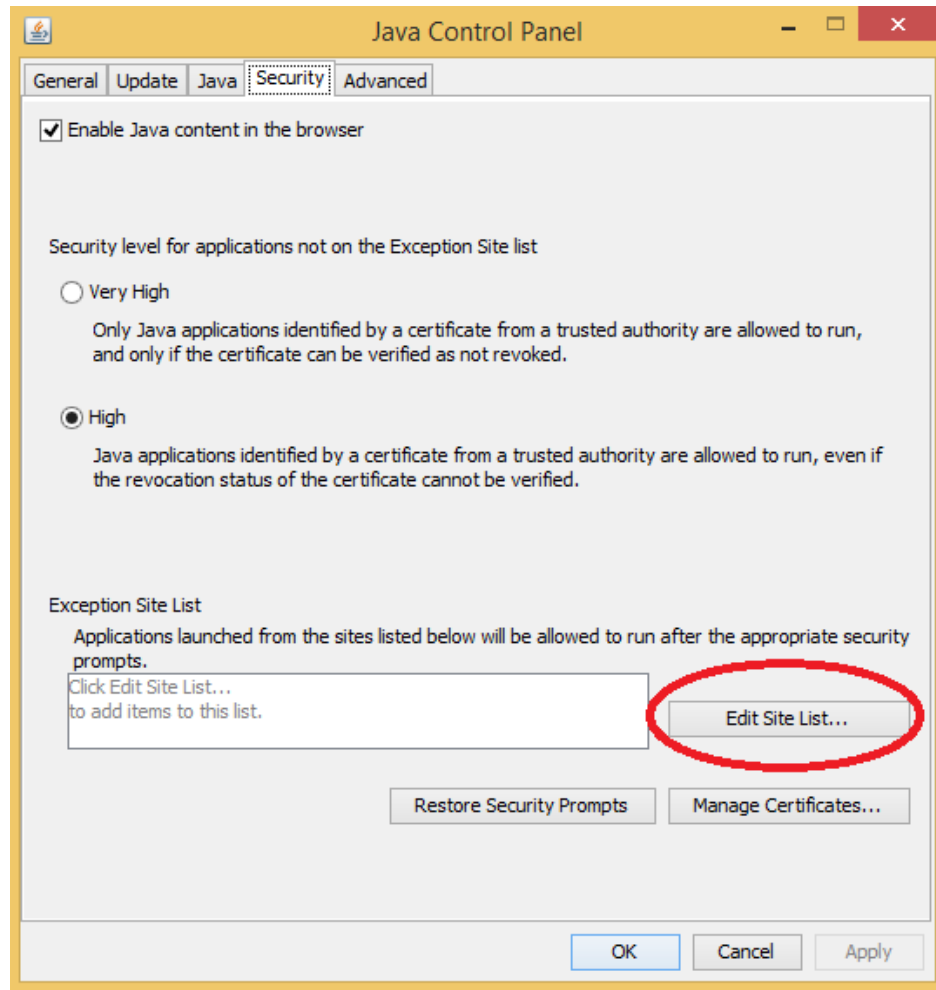 Java Control Panel
General Update Java Security Advanced
Enable Java content in the browser
Security level for applications not on the Exception Site list
Very High
Only Java applications identified by a certificate from a trusted authority are allowed to run,
and only if the certificate can be verified as not revoked.
High
Java applications identified by a certificate from a trusted authority are allowed to run, even if
the revocation status of the certificate cannot be verified.
Exception Site List
Applications launched from the sites listed below will be allowed to run after the appropriate security
prompts.
Click Edit Site List...
to add items to this list.
Edit Site List...
Restore Security Prompts Manage Certificates...
OK Cancel Apply